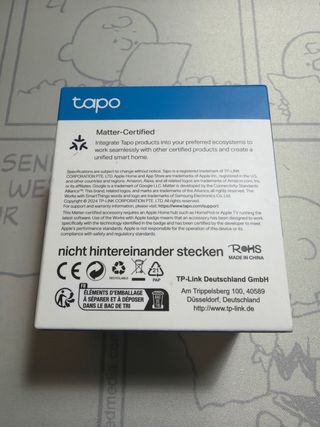 tapo
Matter-Certified
Integrate Tapo products into your preferred ecosystems to
work seamlessly with other certified products and create a
unified smart home.
Specifications are subject to change without notice. Tapo is a registered trademark of TP-LINK
CORPORATION PTE. LTD. Apple Home and App Store are trademarks of Apple Inc., registered in the U.S.
and other countries and regions. Amazon, Alexa, and all related logos are trademarks of Amazon.com, Inc.
or its affiliates. Google is a trademark of Google LLC. Matter is developed by the Connectivity Standards
Alliance™. This brand, related logos, and marks are trademarks of the Alliance, all rights reserved. The
Works with SmartThings word and logos are trademarks of Samsung Electronics Co., Ltd.
Copyright © 2024 TP-LINK CORPORATION PTE. LTD. All rights reserved.
For support and warranty information, please visit: https://www.tapo.com/support
This Matter-certified accessory requires an Apple Home hub such as HomePod or Apple TV running the
latest software. Use of the Works with Apple badge means that an accessory has been designed to work
specifically with the technology identified in the badge and has been certified by the developer to meet
Apple's performance standards. Apple is not responsible for the operation of this device or its
compliance with safety and regulatory standards.
nicht hintereinander stecken
RoHS
MADE IN CHINA
CE
RECYCLABLE
PAP
TP-Link Deutschland GmbH
Am Trippelsberg 100, 40589
Düsseldorf, Deutschland
http://www.tp-link.de
FR
ÉLÉMENTS D'EMBALLAGE
À SÉPARER ET À DÉPOSER
DANS LE BAC DE TRI